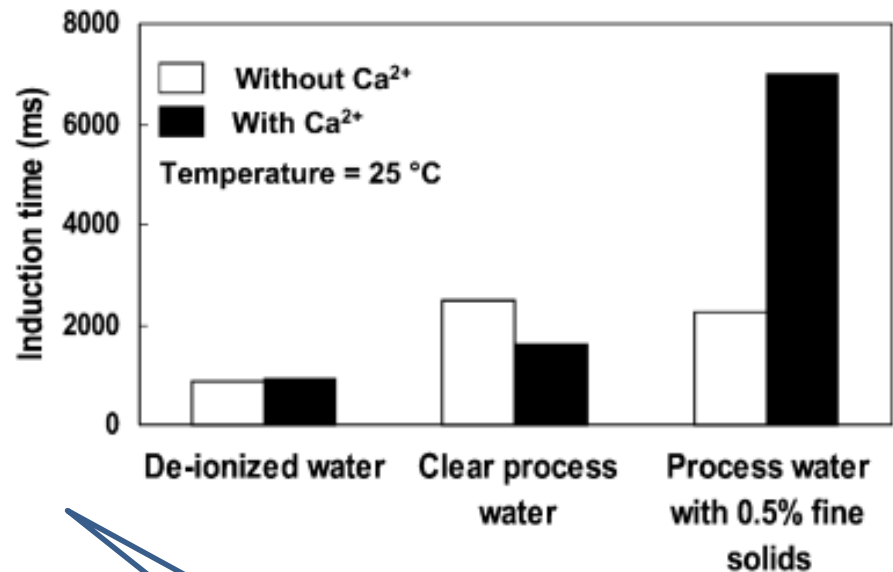 8000
6000
4000
2000
0
Induction time (ms)
Without Ca²⁺
With Ca²⁺
Temperature = 25 °C
De-ionized water
Clear process
water
Process water
with 0.5% fine
solids